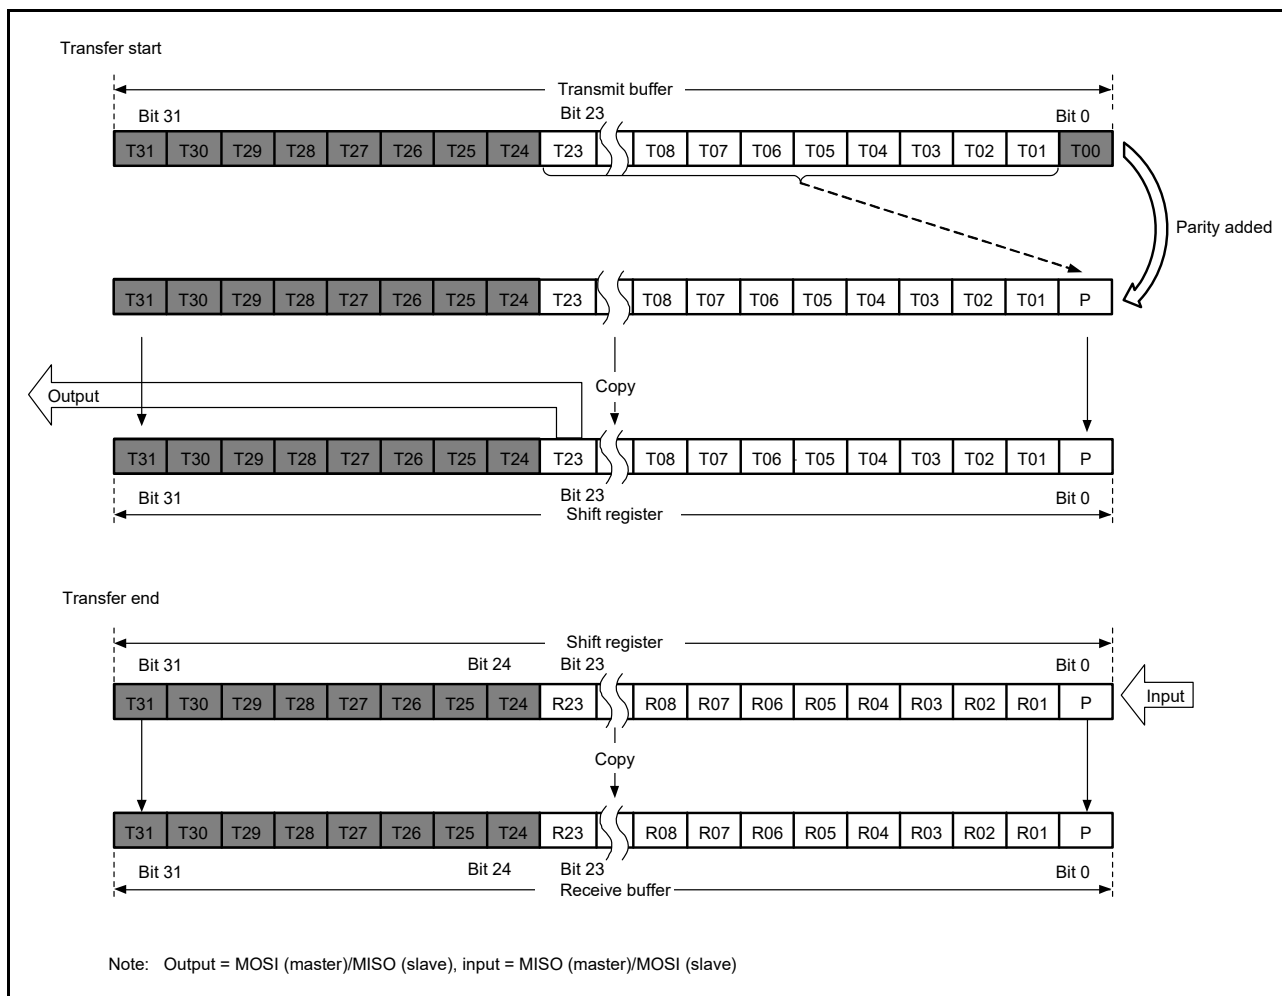 Transfer start
Transmit buffer
Bit 31 Bit 23 Bit 0
T31 T30 T29 T28 T27 T26 T25 T24 T23 T08 T07 T06 T05 T04 T03 T02 T01 T00
Parity added
T31 T30 T29 T28 T27 T26 T25 T24 T23 T08 T07 T06 T05 T04 T03 T02 T01 P
Copy
Output
T31 T30 T29 T28 T27 T26 T25 T24 T23 T08 T07 T06 T05 T04 T03 T02 T01 P
Bit 31 Bit 23 Bit 0
Shift register
Transfer end
Shift register
Bit 31 Bit 24 Bit 23 Bit 0
T31 T30 T29 T28 T27 T26 T25 T24 R23 R08 R07 R06 R05 R04 R03 R02 R01 P Input
Copy
T31 T30 T29 T28 T27 T26 T25 T24 R23 R08 R07 R06 R05 R04 R03 R02 R01 P
Bit 31 Bit 24 Bit 23 Bit 0
Receive buffer
Note: Output = MOSI (master)/MISO (slave), input = MISO (master)/MOSI (slave)